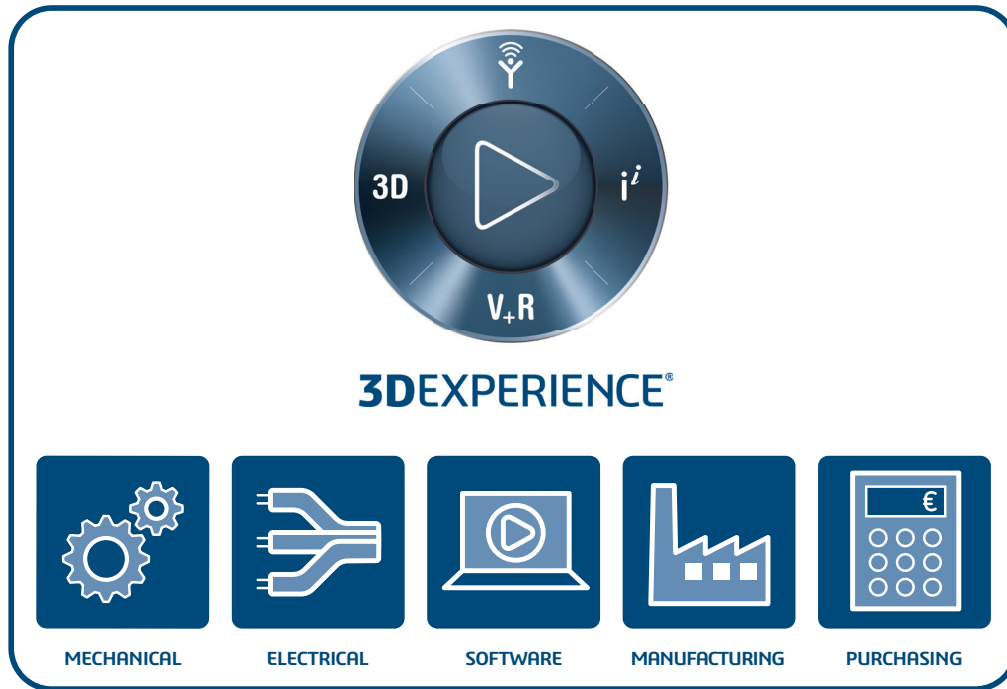 3D
i^i
V+R
3DEXPERIENCE®
€
MECHANICAL ELECTRICAL SOFTWARE MANUFACTURING PURCHASING